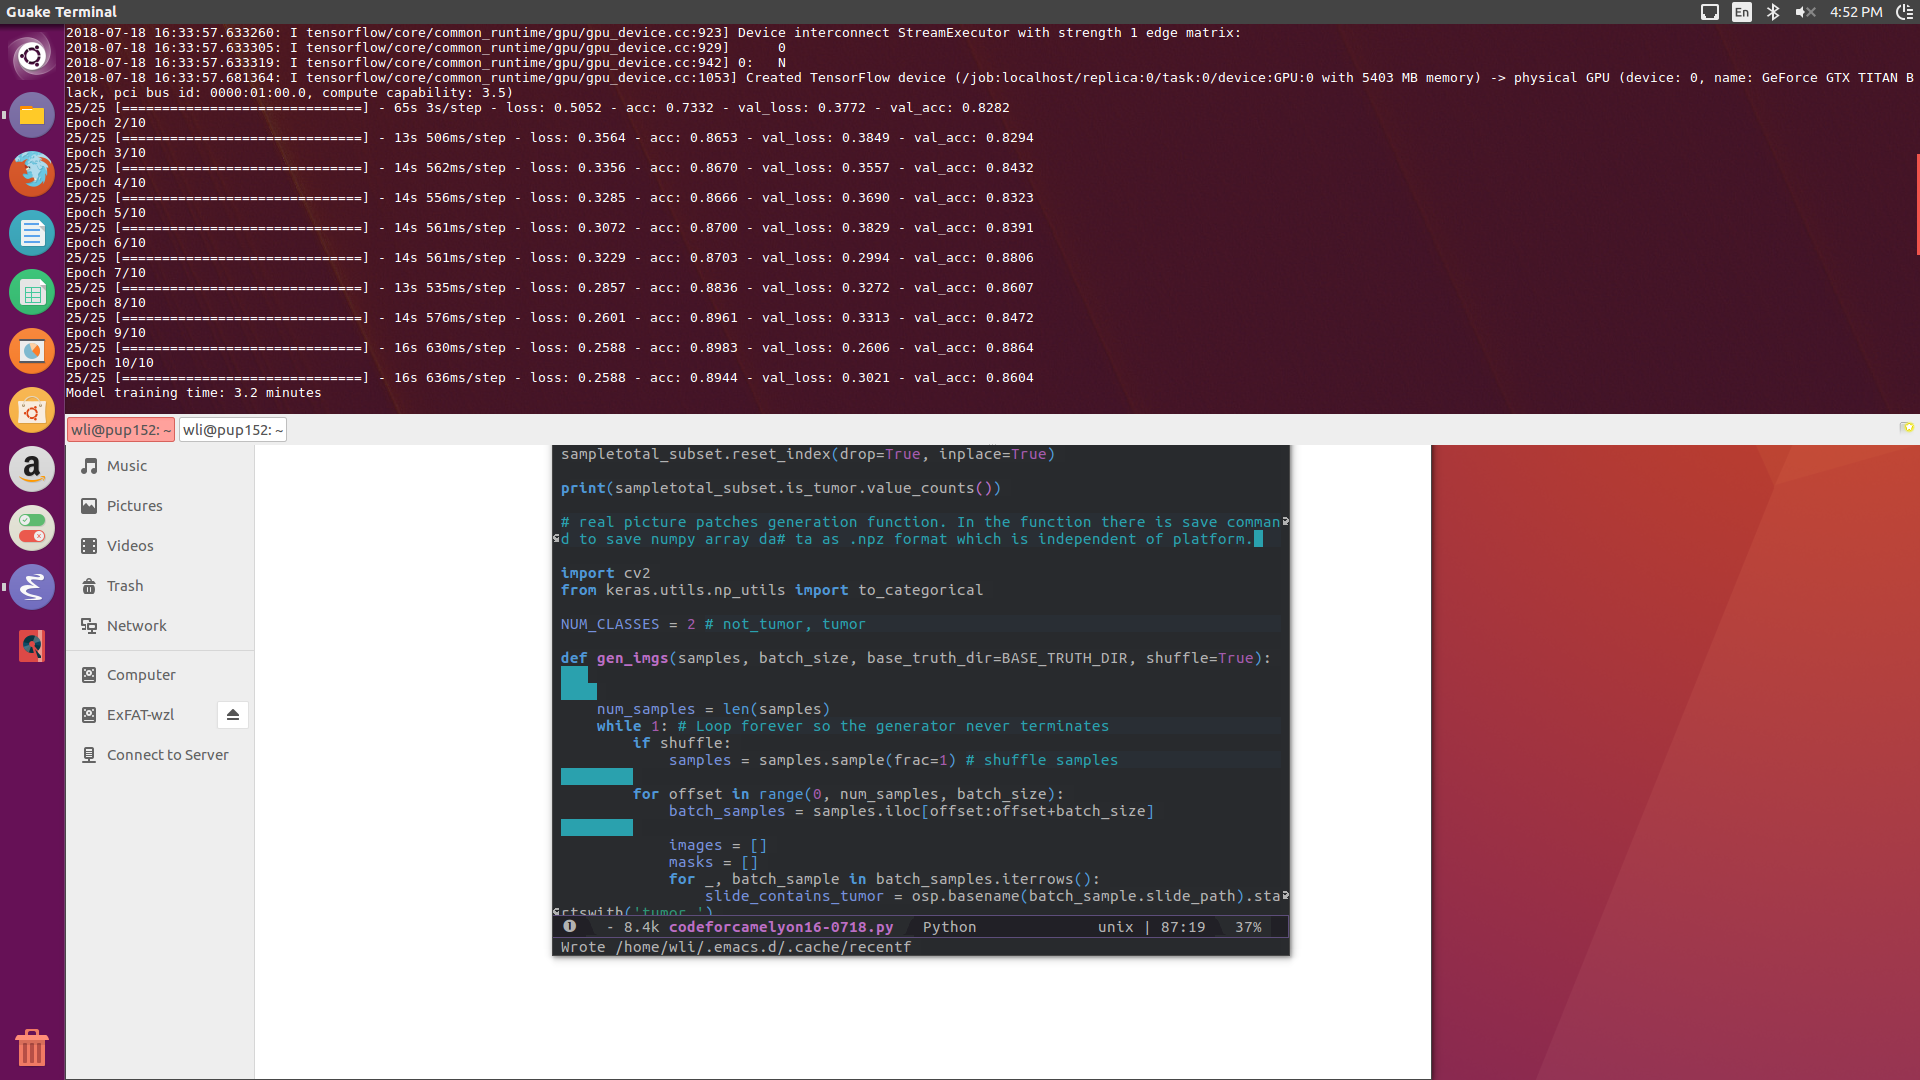 Guake Terminal
En
4:52 PM
2018-07-18 16:33:57.633260: I tensorflow/core/common_runtime/gpu/gpu_device.cc:923] Device interconnect StreamExecutor with strength 1 edge matrix:
2018-07-18 16:33:57.633305: I tensorflow/core/common_runtime/gpu/gpu_device.cc:929]      0
2018-07-18 16:33:57.633319: I tensorflow/core/common_runtime/gpu/gpu_device.cc:942] 0:   N
2018-07-18 16:33:57.681364: I tensorflow/core/common_runtime/gpu/gpu_device.cc:1053] Created TensorFlow device (/job:localhost/replica:0/task:0/device:GPU:0 with 5403 MB memory) -> physical GPU (device: 0, name: GeForce GTX TITAN B
lack, pci bus id: 0000:01:00.0, compute capability: 3.5)
25/25 [==============================] - 65s 3s/step - loss: 0.5052 - acc: 0.7332 - val_loss: 0.3772 - val_acc: 0.8282
Epoch 2/10
25/25 [==============================] - 13s 506ms/step - loss: 0.3564 - acc: 0.8653 - val_loss: 0.3849 - val_acc: 0.8294
Epoch 3/10
25/25 [==============================] - 14s 562ms/step - loss: 0.3356 - acc: 0.8670 - val_loss: 0.3557 - val_acc: 0.8432
Epoch 4/10
25/25 [==============================] - 14s 556ms/step - loss: 0.3285 - acc: 0.8666 - val_loss: 0.3690 - val_acc: 0.8323
Epoch 5/10
25/25 [==============================] - 14s 561ms/step - loss: 0.3072 - acc: 0.8700 - val_loss: 0.3829 - val_acc: 0.8391
Epoch 6/10
25/25 [==============================] - 14s 561ms/step - loss: 0.3229 - acc: 0.8703 - val_loss: 0.2994 - val_acc: 0.8806
Epoch 7/10
25/25 [==============================] - 13s 535ms/step - loss: 0.2857 - acc: 0.8836 - val_loss: 0.3272 - val_acc: 0.8607
Epoch 8/10
25/25 [==============================] - 14s 576ms/step - loss: 0.2601 - acc: 0.8961 - val_loss: 0.3313 - val_acc: 0.8472
Epoch 9/10
25/25 [==============================] - 16s 630ms/step - loss: 0.2588 - acc: 0.8983 - val_loss: 0.2606 - val_acc: 0.8864
Epoch 10/10
25/25 [==============================] - 16s 636ms/step - loss: 0.2588 - acc: 0.8944 - val_loss: 0.3021 - val_acc: 0.8604
Model training time: 3.2 minutes
wli@pup152: ~
wli@pup152: ~
Music
Pictures
Videos
Trash
Network
Computer
ExFAT-wzl
Connect to Server
sampletotal_subset.reset_index(drop=True, inplace=True)
print(sampletotal_subset.is_tumor.value_counts())
# real picture patches generation function. In the function there is save comman
d to save numpy array da# ta as .npz format which is independent of platform.
import cv2
from keras.utils.np_utils import to_categorical
NUM_CLASSES = 2 # not_tumor, tumor
def gen_imgs(samples, batch_size, base_truth_dir=BASE_TRUTH_DIR, shuffle=True):
num_samples = len(samples)
while 1: # Loop forever so the generator never terminates
if shuffle:
samples = samples.sample(frac=1) # shuffle samples
for offset in range(0, num_samples, batch_size):
batch_samples = samples.iloc[offset:offset+batch_size]
images = []
masks = []
for _, batch_sample in batch_samples.iterrows():
slide_contains_tumor = osp.basename(batch_sample.slide_path).sta
rtswith('tumor_')
1 - 8.4k codeforcamelyon16-0718.py Python unix | 87:19 37%
Wrote /home/wli/.emacs.d/.cache/recentf
a